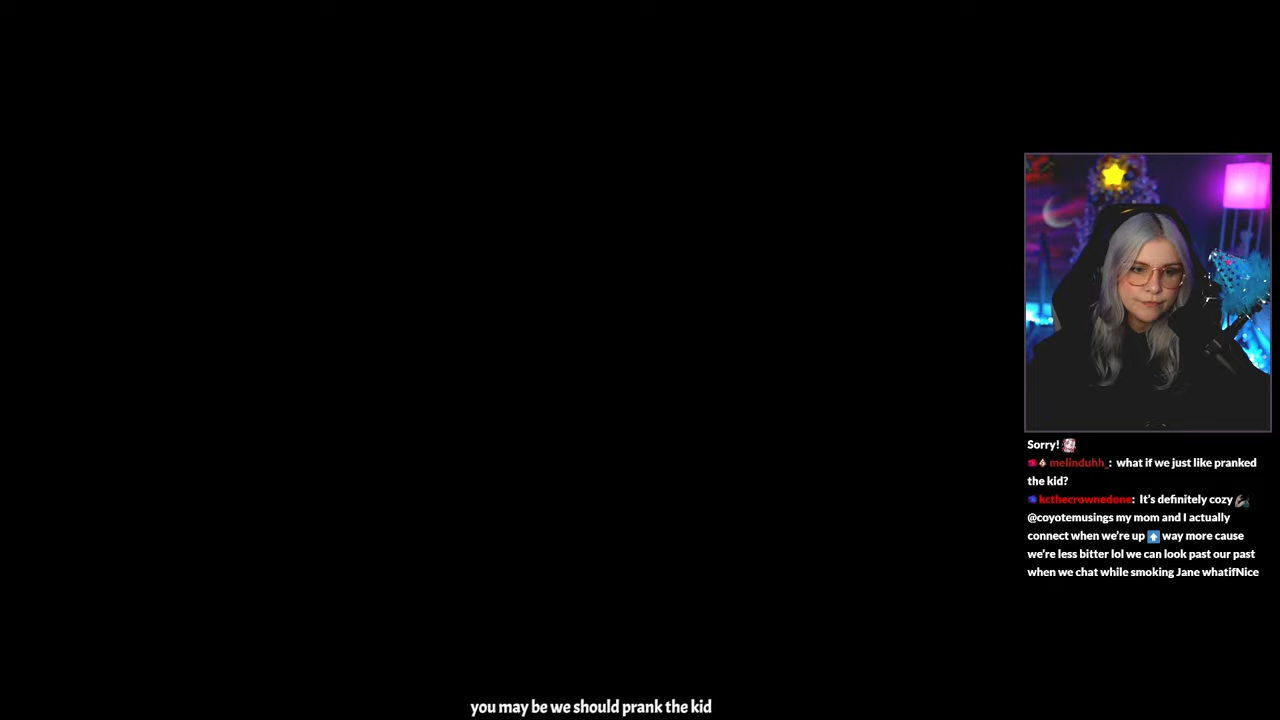 Sorry!
melinduhh_: what if we just like pranked
the kid?
kcthecrownedone: It's definitely cozy
@coyotemusings my mom and I actually
connect when we're up way more cause
we're less bitter lol we can look past our past
when we chat while smoking Jane whatifNice
you may be we should prank the kid